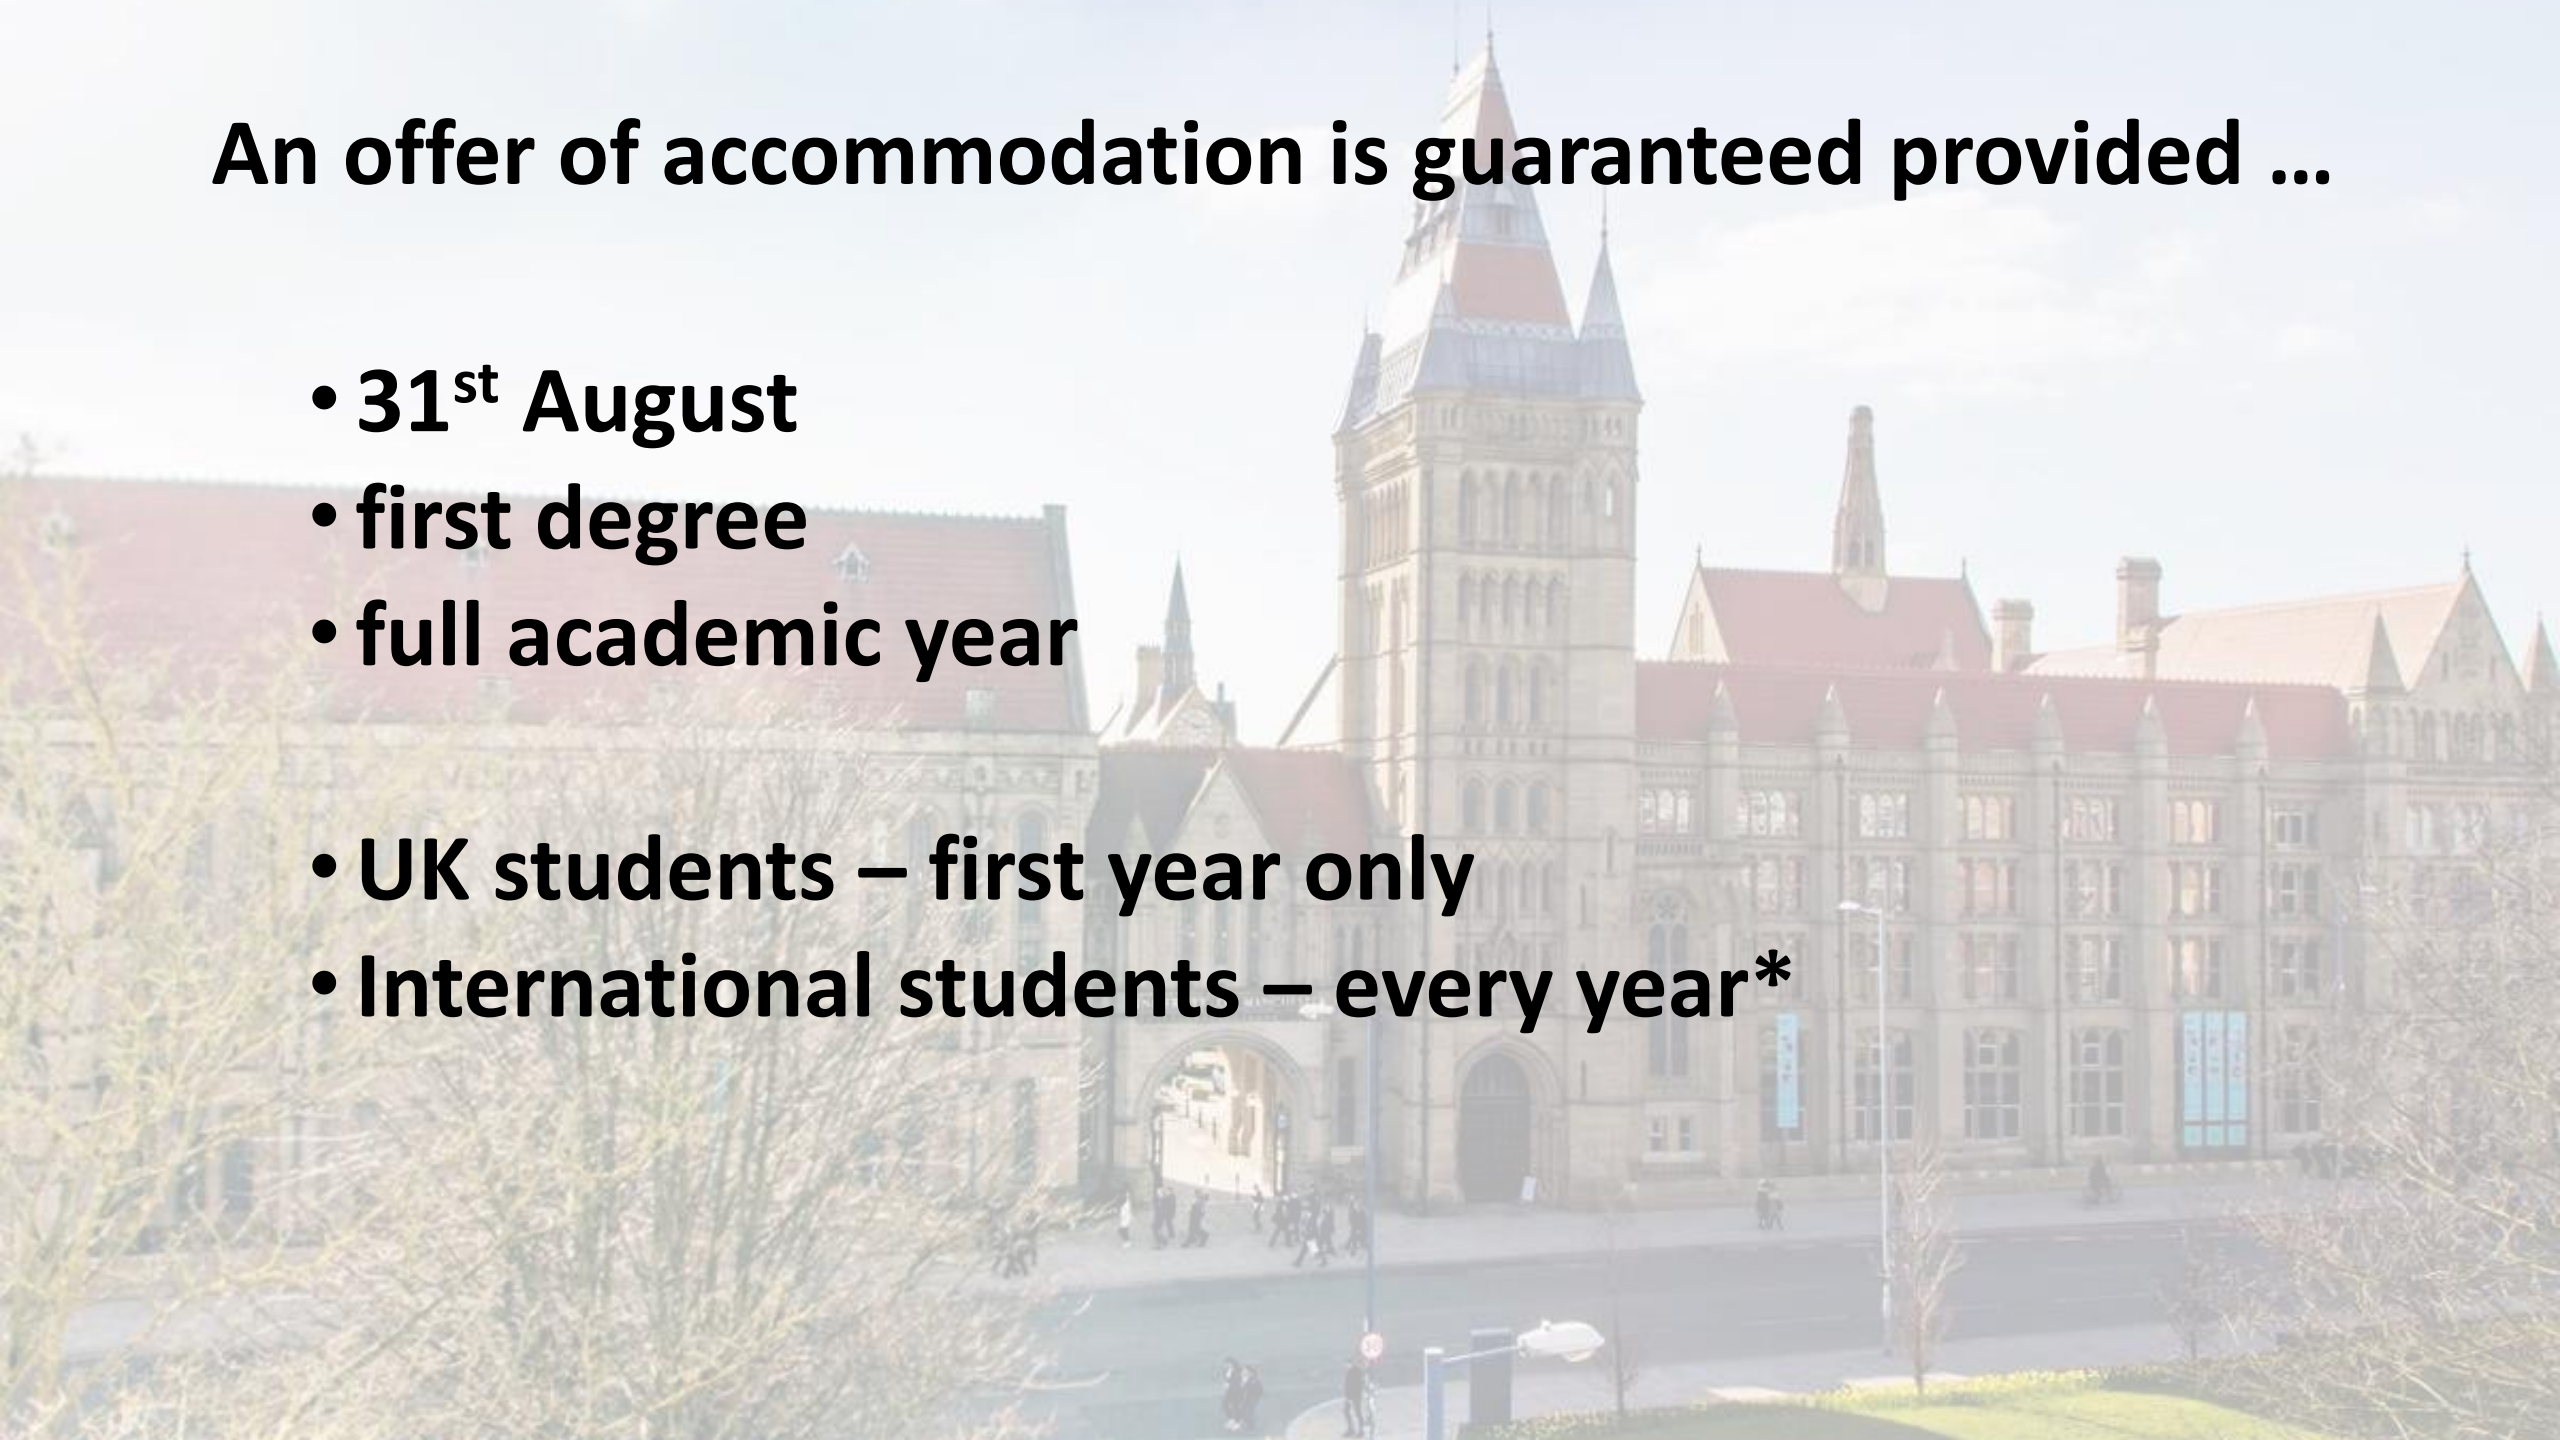 An offer of accommodation is guaranteed provided …
• 31st August
• first degree
• full academic year
• UK students – first year only
• International students – every year*